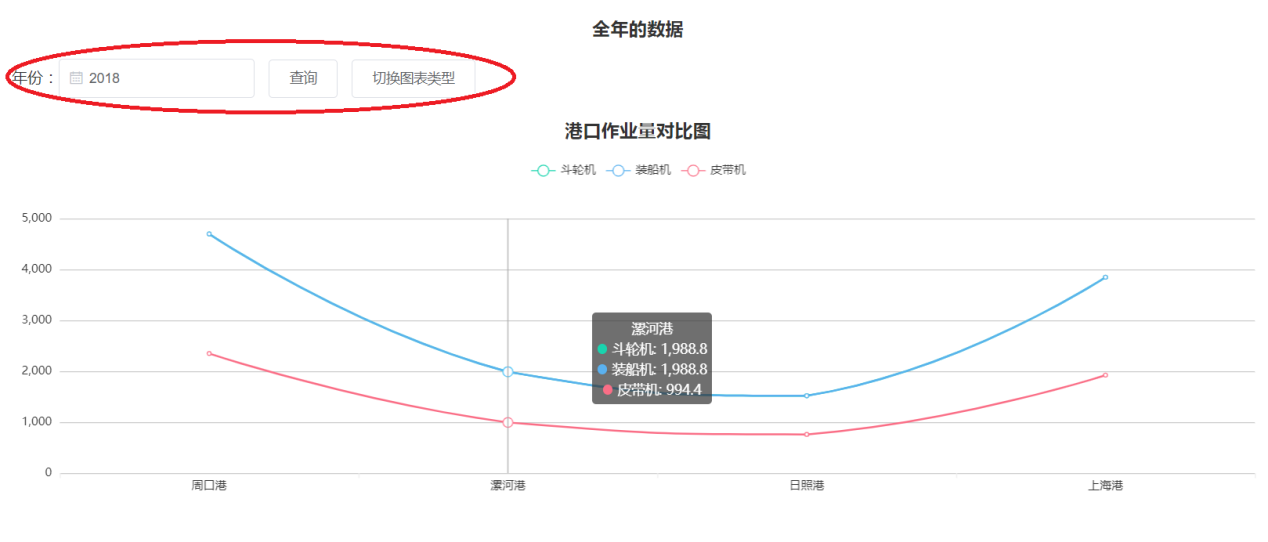 全年的数据
年份： 2018 查询 切换图表类型
港口作业量对比图
斗轮机 装船机 皮带机
5,000
4,000
3,000
漯河港
斗轮机: 1,988.8
装船机: 1,988.8
皮带机: 994.4
2,000
1,000
0
周口港 漯河港 日照港 上海港